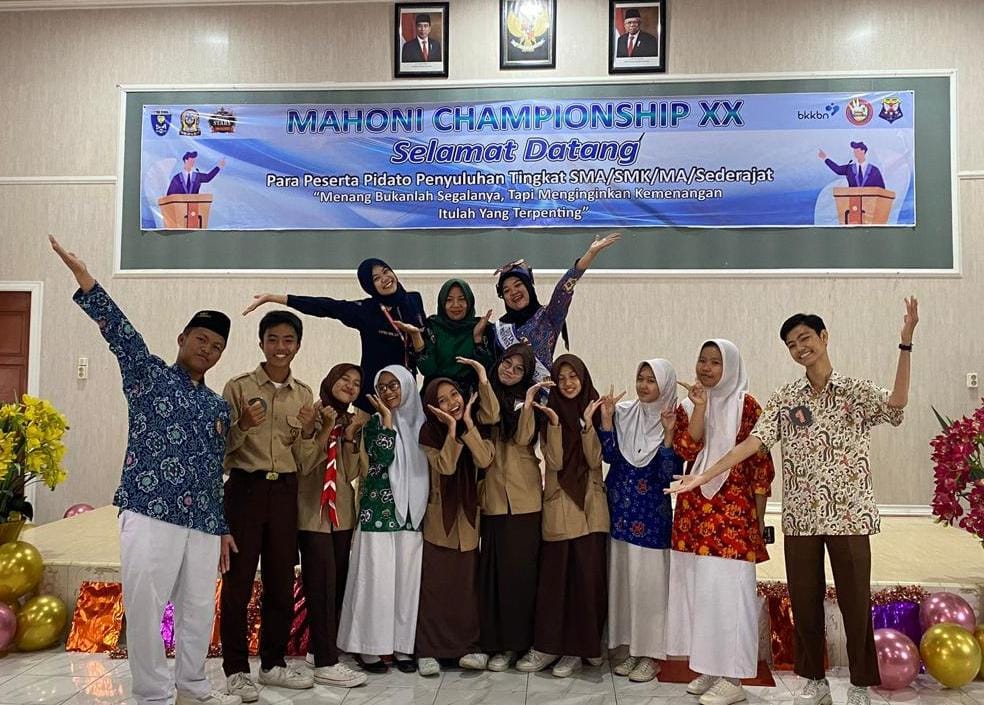 MAHONI CHAMPIONSHIP XX
bkkbn
Selamat Datang
Para Peserta Pidato Penyuluhan Tingkat SMA/SMK/MA/Sederajat
"Menang Bukanlah Segalanya, Tapi Menginginkan Kemenangan
Itulah Yang Terpenting"
1